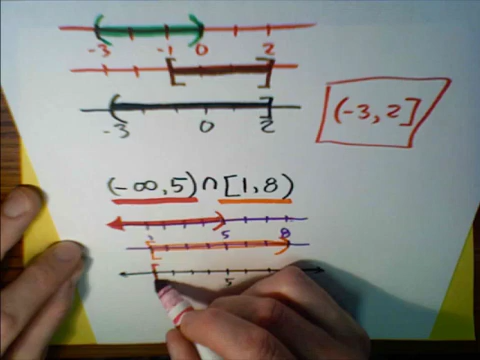 -3 -1 0 2
-3 0 2
(-3, 2]
(-∞, 5) ∩ [1, 8)
5 8
5